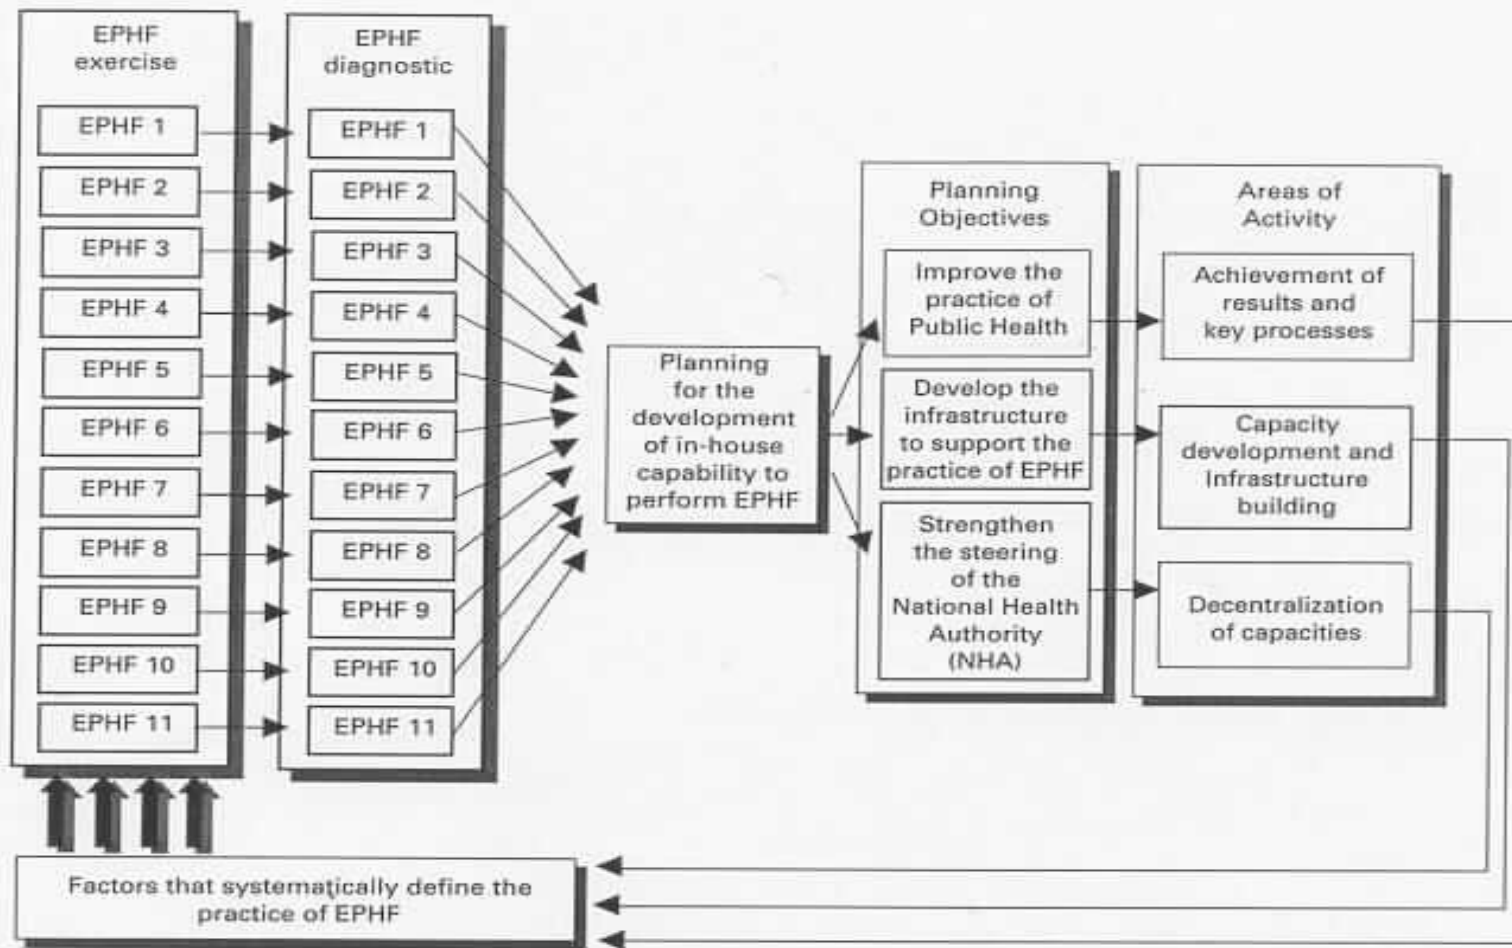 EPHF
exercise
EPHF 1
EPHF 2
EPHF 3
EPHF 4
EPHF 5
EPHF 6
EPHF 7
EPHF 8
EPHF 9
EPHF 10
EPHF 11
EPHF
diagnostic
EPHF 1
EPHF 2
EPHF 3
EPHF 4
EPHF 5
EPHF 6
EPHF 7
EPHF 8
EPHF 9
EPHF 10
EPHF 11
Planning
for the
development
of in-house
capability to
perform EPHF
Planning
Objectives
Improve the
practice of
Public Health
Develop the
infrastructure
to support the
practice of EPHF
Strengthen
the steering
of the
National Health
Authority
(NHA)
Areas of
Activity
Achievement of
results and
key processes
Capacity
development and
Infrastructure
building
Decentralization
of capacities
Factors that systematically define the
practice of EPHF